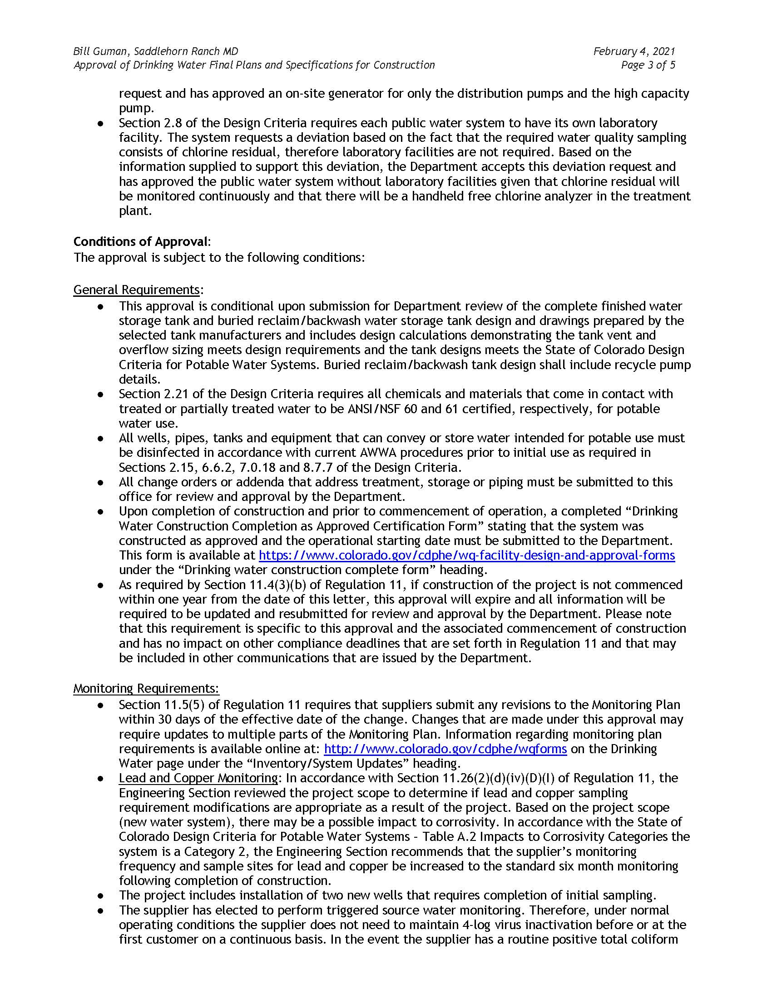 Bill Guman, Saddlehorn Ranch MD February 4, 2021
Approval of Drinking Water Final Plans and Specifications for Construction Page 3 of 5
request and has approved an on-site generator for only the distribution pumps and the high capacity
pump.
● Section 2.8 of the Design Criteria requires each public water system to have its own laboratory
facility. The system requests a deviation based on the fact that the required water quality sampling
consists of chlorine residual, therefore laboratory facilities are not required. Based on the
information supplied to support this deviation, the Department accepts this deviation request and
has approved the public water system without laboratory facilities given that chlorine residual will
be monitored continuously and that there will be a handheld free chlorine analyzer in the treatment
plant.
Conditions of Approval:
The approval is subject to the following conditions:
General Requirements:
● This approval is conditional upon submission for Department review of the complete finished water
storage tank and buried reclaim/backwash water storage tank design and drawings prepared by the
selected tank manufacturers and includes design calculations demonstrating the tank vent and
overflow sizing meets design requirements and the tank designs meets the State of Colorado Design
Criteria for Potable Water Systems. Buried reclaim/backwash tank design shall include recycle pump
details.
● Section 2.21 of the Design Criteria requires all chemicals and materials that come in contact with
treated or partially treated water to be ANSI/NSF 60 and 61 certified, respectively, for potable
water use.
● All wells, pipes, tanks and equipment that can convey or store water intended for potable use must
be disinfected in accordance with current AWWA procedures prior to initial use as required in
Sections 2.15, 6.6.2, 7.0.18 and 8.7.7 of the Design Criteria.
● All change orders or addenda that address treatment, storage or piping must be submitted to this
office for review and approval by the Department.
● Upon completion of construction and prior to commencement of operation, a completed “Drinking
Water Construction Completion as Approved Certification Form” stating that the system was
constructed as approved and the operational starting date must be submitted to the Department.
This form is available at https://www.colorado.gov/cdphe/wq-facility-design-and-approval-forms
under the “Drinking water construction complete form” heading.
● As required by Section 11.4(3)(b) of Regulation 11, if construction of the project is not commenced
within one year from the date of this letter, this approval will expire and all information will be
required to be updated and resubmitted for review and approval by the Department. Please note
that this requirement is specific to this approval and the associated commencement of construction
and has no impact on other compliance deadlines that are set forth in Regulation 11 and that may
be included in other communications that are issued by the Department.
Monitoring Requirements:
● Section 11.5(5) of Regulation 11 requires that suppliers submit any revisions to the Monitoring Plan
within 30 days of the effective date of the change. Changes that are made under this approval may
require updates to multiple parts of the Monitoring Plan. Information regarding monitoring plan
requirements is available online at: http://www.colorado.gov/cdphe/wqforms on the Drinking
Water page under the “Inventory/System Updates” heading.
● Lead and Copper Monitoring: In accordance with Section 11.26(2)(d)(iv)(D)(I) of Regulation 11, the
Engineering Section reviewed the project scope to determine if lead and copper sampling
requirement modifications are appropriate as a result of the project. Based on the project scope
(new water system), there may be a possible impact to corrosivity. In accordance with the State of
Colorado Design Criteria for Potable Water Systems – Table A.2 Impacts to Corrosivity Categories the
system is a Category 2, the Engineering Section recommends that the supplier’s monitoring
frequency and sample sites for lead and copper be increased to the standard six month monitoring
following completion of construction.
● The project includes installation of two new wells that requires completion of initial sampling.
● The supplier has elected to perform triggered source water monitoring. Therefore, under normal
operating conditions the supplier does not need to maintain 4-log virus inactivation before or at the
first customer on a continuous basis. In the event the supplier has a routine positive total coliform